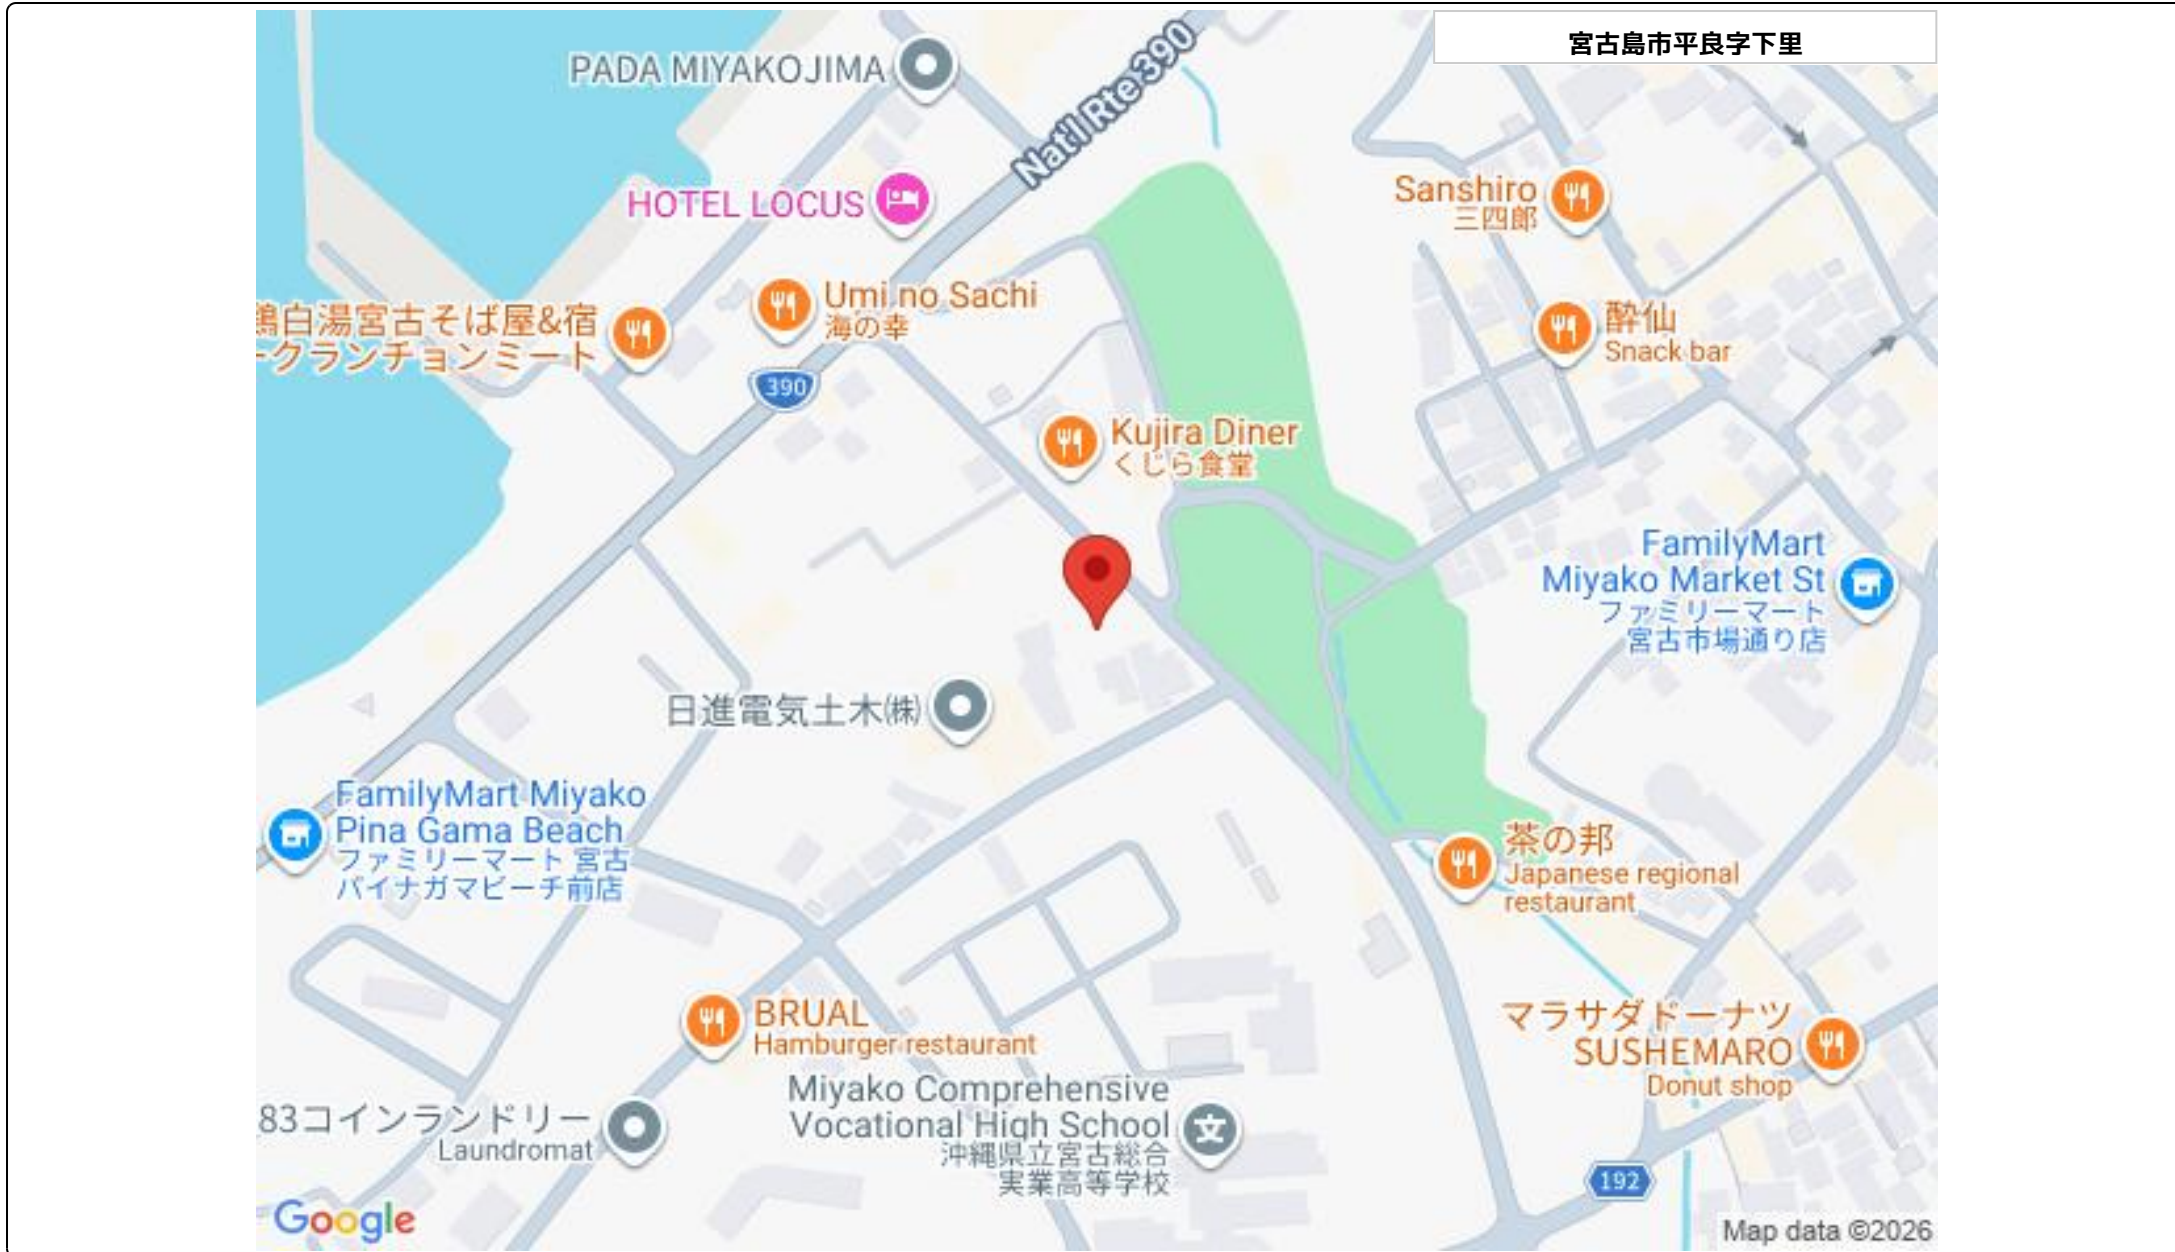 宮古島市平良字下里
PADA MIYAKOJIMA
Nat'l Rte 390
HOTEL LOCUS
Sanshiro
三四郎
Umi no Sachi
海の幸
鶏白湯宮古そば屋&宿
ークランチョンミート
酔仙
Snack bar
390
Kujira Diner
くじら食堂
FamilyMart
Miyako Market St
ファミリーマート
宮古市場通り店
日進電気土木㈱
FamilyMart Miyako
Pina Gama Beach
ファミリーマート 宮古
パイナガマビーチ前店
茶の邦
Japanese regional
restaurant
BRUAL
Hamburger restaurant
マラサダドーナツ
SUSHEMARO
Donut shop
Miyako Comprehensive
Vocational High School
沖縄県立宮古総合
実業高等学校
文
83コインランドリー
Laundromat
192
Google
Map data ©2026